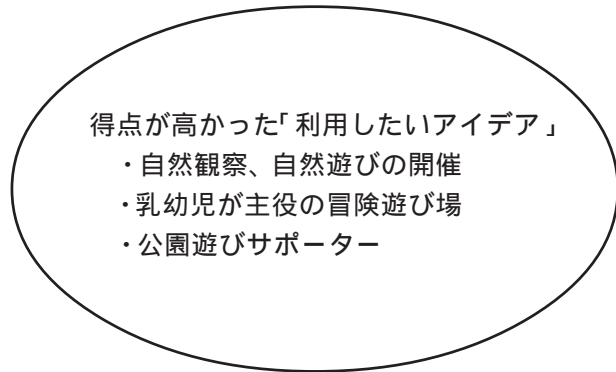 得点が高かった「利用したいアイデア」
・自然観察、自然遊びの開催
・乳幼児が主役の冒険遊び場
・公園遊びサポーター